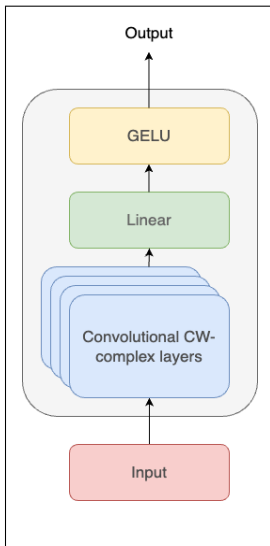 Output
GELU
Linear
Convolutional CW-
complex layers
Input